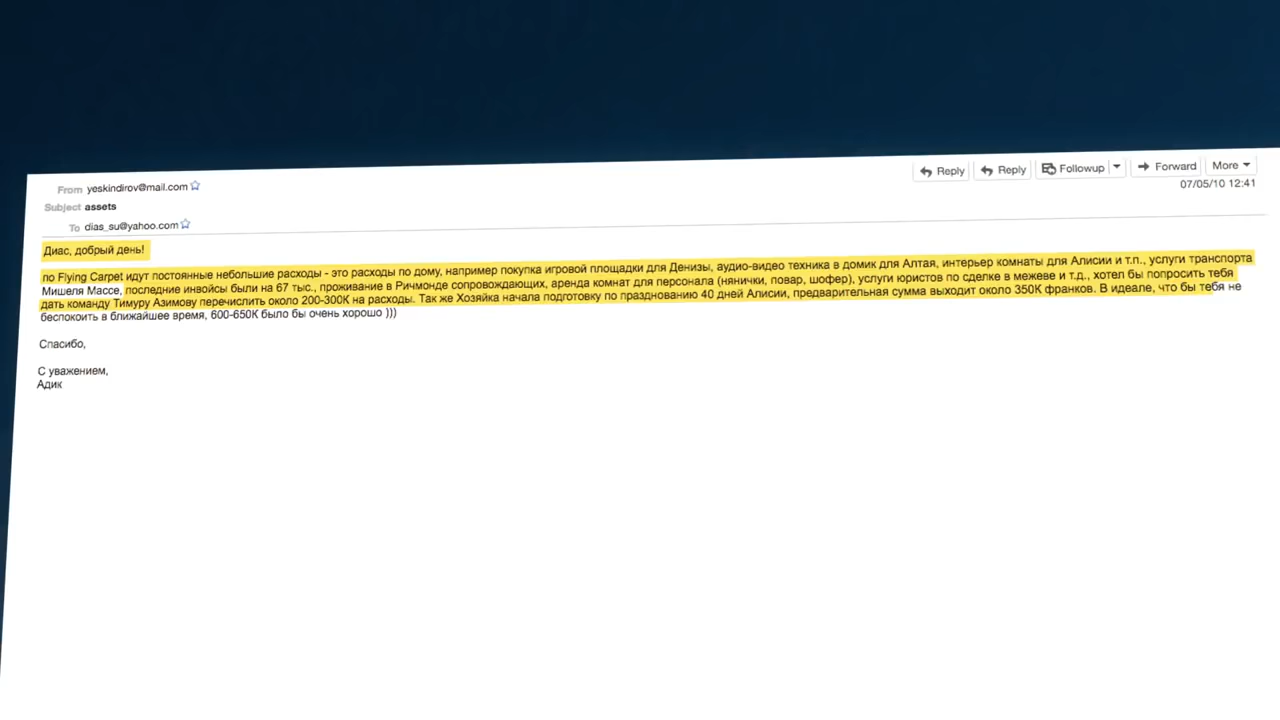 Reply
Reply
Followup
Forward
More
From yeskindirov@mail.com
07/05/10 12:41
Subject assets
To dias_su@yahoo.com
Диас, добрый день!
по Flying Carpet идут постоянные небольшие расходы - это расходы по дому, например покупка игровой площадки для Денизы, аудио-видео техника в домик для Алтая, интерьер комнаты для Алисии и т.п., услуги транспорта
Мишеля Массе, последние инвойсы были на 67 тыс., проживание в Ричмонде сопровождающих, аренда комнат для персонала (нянички, повар, шофер), услуги юристов по сделке в межеве и т.д., хотел бы попросить тебя
дать команду Тимуру Азимову перечислить около 200-300К на расходы. Так же Хозяйка начала подготовку по празднованию 40 дней Алисии, предварительная сумма выходит около 350К франков. В идеале, что бы тебя не
беспокоить в ближайшее время, 600-650К было бы очень хорошо )))
Спасибо,
С уважением,
Адик